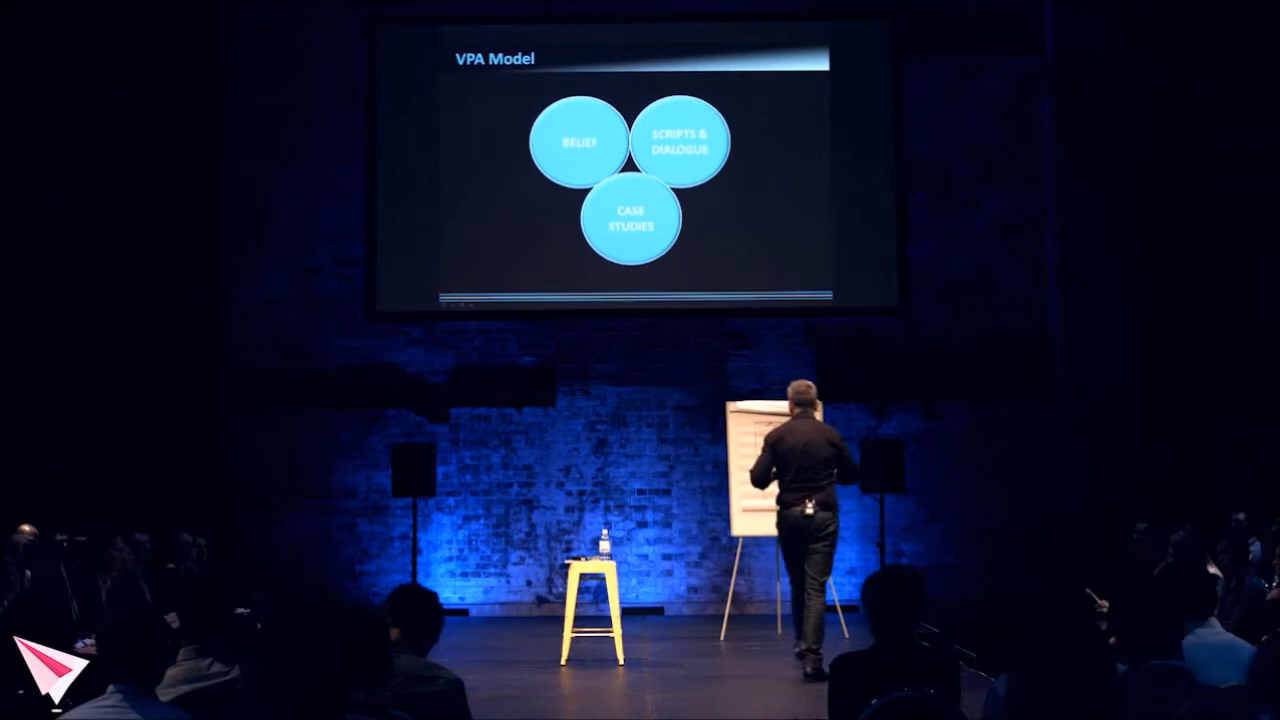 VPA Model
BELIEF
SCRIPTS &
DIALOGUE
CASE
STUDIES